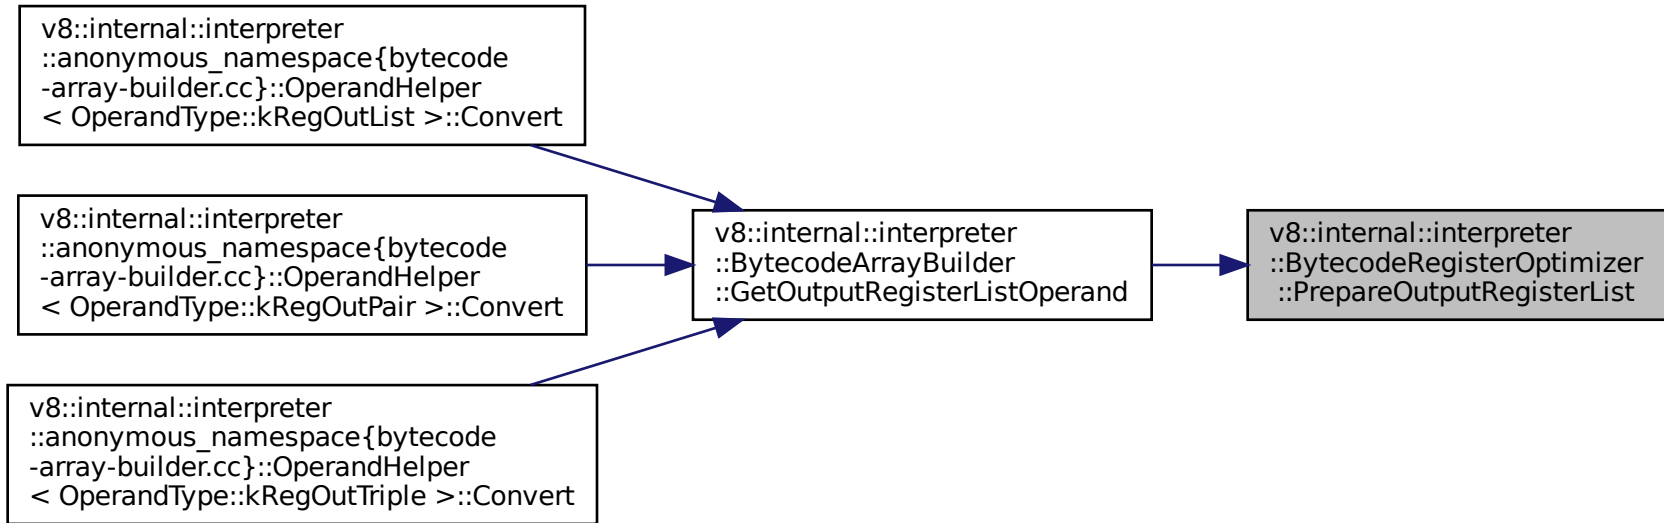 v8::internal::interpreter
::anonymous_namespace{bytecode
-array-builder.cc}::OperandHelper
< OperandType::kRegOutList >::Convert
v8::internal::interpreter
::anonymous_namespace{bytecode
-array-builder.cc}::OperandHelper
< OperandType::kRegOutPair >::Convert
v8::internal::interpreter
::anonymous_namespace{bytecode
-array-builder.cc}::OperandHelper
< OperandType::kRegOutTriple >::Convert
v8::internal::interpreter
::BytecodeArrayBuilder
::GetOutputRegisterListOperand
v8::internal::interpreter
::BytecodeRegisterOptimizer
::PrepareOutputRegisterList